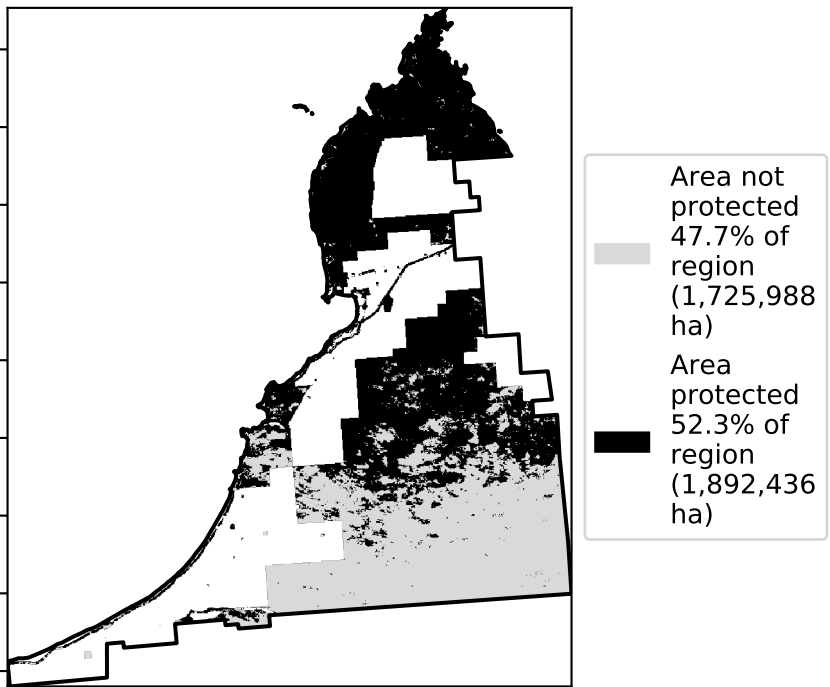 Area not
protected
47.7% of
region
(1,725,988
ha)
Area
protected
52.3% of
region
(1,892,436
ha)